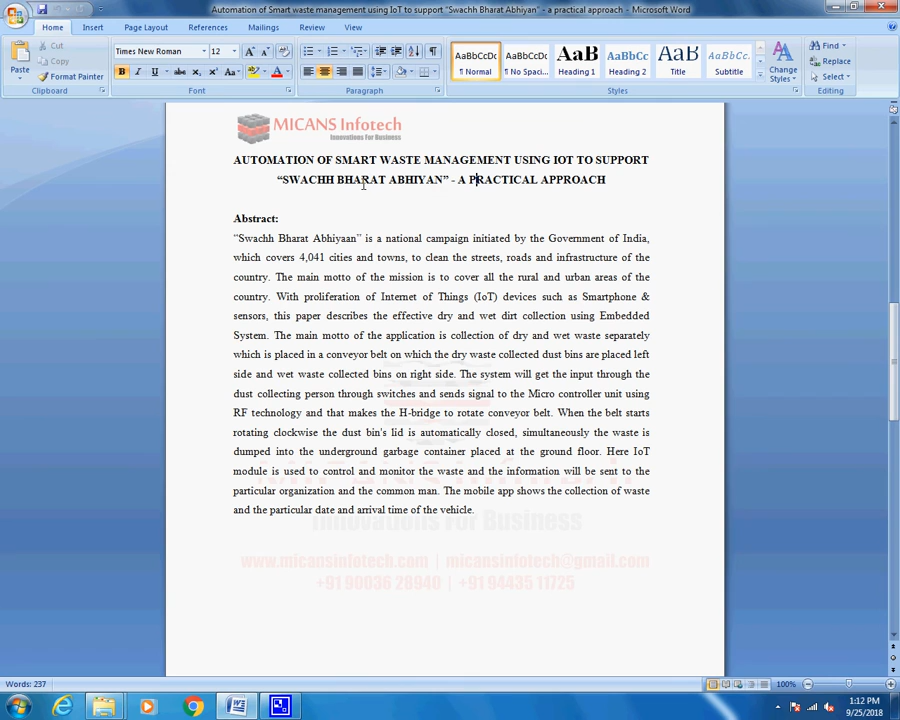 Automation of Smart waste management using IoT to support "Swachh Bharat Abhiyan" - a practical approach - Microsoft Word
Home Insert Page Layout References Mailings Review View
Paste
Cut
Copy
Format Painter
Clipboard
Times New Roman 12
Font
Paragraph
AaBbCcDc AaBbCcDc AaBbC AaBbCc AaB AaBbCc.
¶ Normal ¶ No Spaci... Heading 1 Heading 2 Title Subtitle
Change
Styles
Styles
Find
Replace
Select
Editing
MICANS Infotech
Innovations For Business
AUTOMATION OF SMART WASTE MANAGEMENT USING IOT TO SUPPORT
“SWACHH BHARAT ABHIYAN” - A PRACTICAL APPROACH
Abstract:
"Swachh Bharat Abhiyaan" is a national campaign initiated by the Government of India,
which covers 4,041 cities and towns, to clean the streets, roads and infrastructure of the
country. The main motto of the mission is to cover all the rural and urban areas of the
country. With proliferation of Internet of Things (IoT) devices such as Smartphone &
sensors, this paper describes the effective dry and wet dirt collection using Embedded
System. The main motto of the application is collection of dry and wet waste separately
which is placed in a conveyor belt on which the dry waste collected dust bins are placed left
side and wet waste collected bins on right side. The system will get the input through the
dust collecting person through switches and sends signal to the Micro controller unit using
RF technology and that makes the H-bridge to rotate conveyor belt. When the belt starts
rotating clockwise the dust bin's lid is automatically closed, simultaneously the waste is
dumped into the underground garbage container placed at the ground floor. Here IoT
module is used to control and monitor the waste and the information will be sent to the
particular organization and the common man. The mobile app shows the collection of waste
and the particular date and arrival time of the vehicle.
Innovations For Business
www.micansinfotech.com | micansinfotech@gmail.com
+91 90036 28940 | +91 94435 11725
Words: 237
100%
1:12 PM
9/25/2018